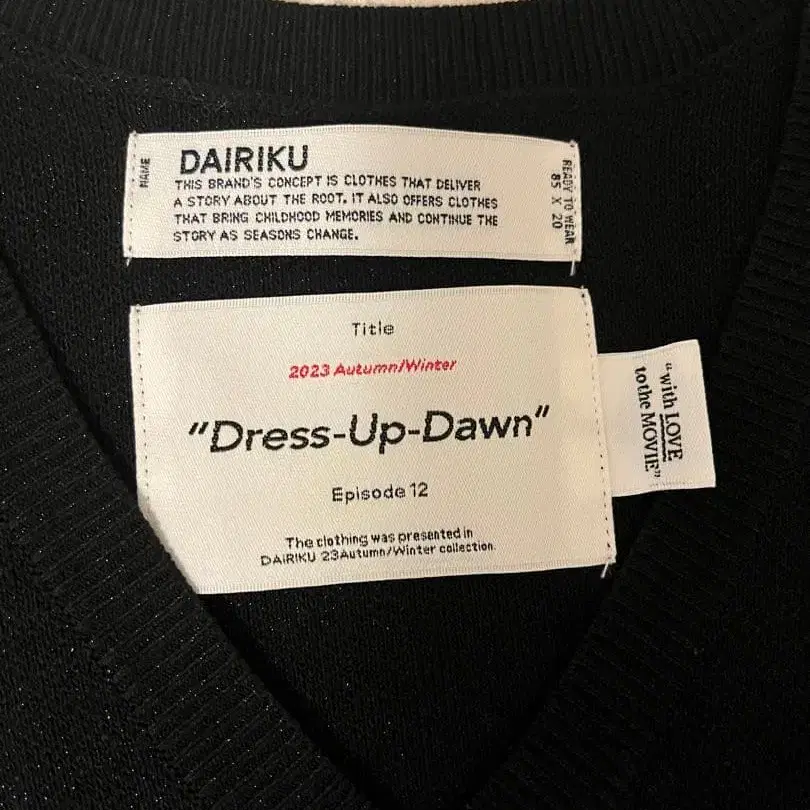 NAME
DAIRIKU
THIS BRAND'S CONCEPT IS CLOTHES THAT DELIVER
A STORY ABOUT THE ROOT. IT ALSO OFFERS CLOTHES
THAT BRING CHILDHOOD MEMORIES AND CONTINUE THE
STORY AS SEASONS CHANGE.
READY TO WEAR
85 X 20
Title
2023 Autumn/Winter
"Dress-Up-Dawn"
Episode 12
The clothing was presented in
DAIRIKU 23Autumn/Winter collection.
"with LOVE
to the MOVIE"